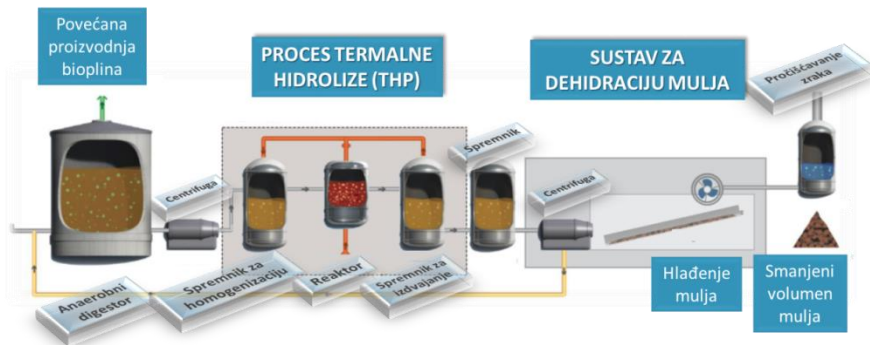 Povećana
proizvodnja
bioplina
PROCES TERMALNE
HIDROLIZE (THP)
SUSTAV ZA
DEHIDRACIJU MULJA
Pročišćavanje
zraka
Centrifuga
Spremnik
Centrifuga
Anaerobni
digestor
Spremnik za
homogenizaciju
Reaktor
Spremnik za
izdvajanje
Hlađenje
mulja
Smanjeni
volumen
mulja